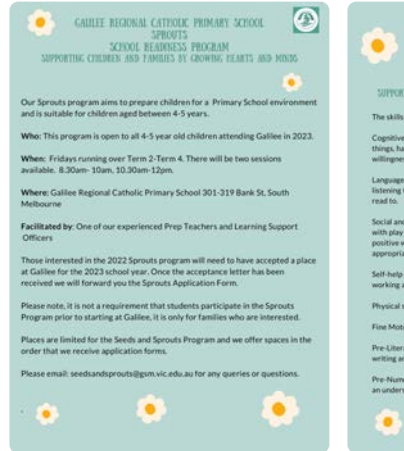 GALILEE REGIONAL CATHOLIC PRIMARY SCHOOL
SPROUTS
SCHOOL READINESS PROGRAM
SUPPORTING CHILDREN AND FAMILIES BY GROWING HEARTS AND MINDS
Our Sprouts program aims to prepare children for a Primary School environment
and is suitable for children aged between 4-5 years.
Who: This program is open to all 4-5 year old children attending Galilee in 2023.
When: Fridays running over Term 2-Term 4. There will be two sessions
available. 8.30am- 10am, 10.30am-12pm.
Where: Galilee Regional Catholic Primary School 301-319 Bank St, South
Melbourne
Facilitated by: One of our experienced Prep Teachers and Learning Support
Officers
Those interested in the 2022 Sprouts program will need to have accepted a place
at Galilee for the 2023 school year. Once the acceptance letter has been
received we will forward you the Sprouts Application Form.
Please note, it is not a requirement that students participate in the Sprouts
Program prior to starting at Galilee, it is only for families who are interested.
Places are limited for the Seeds and Sprouts Program and we offer spaces in the
order that we receive application forms.
Please email: seedsandsprouts@gsm.vic.edu.au for any queries or questions.
The skills
Cognitive
things, ha
Language
listening
read to.
Social an
with play
positive w
appropria
Self-help
working a
Physical s
Fine Mot
Pre-Liter
writing a
Pre-Num
an under